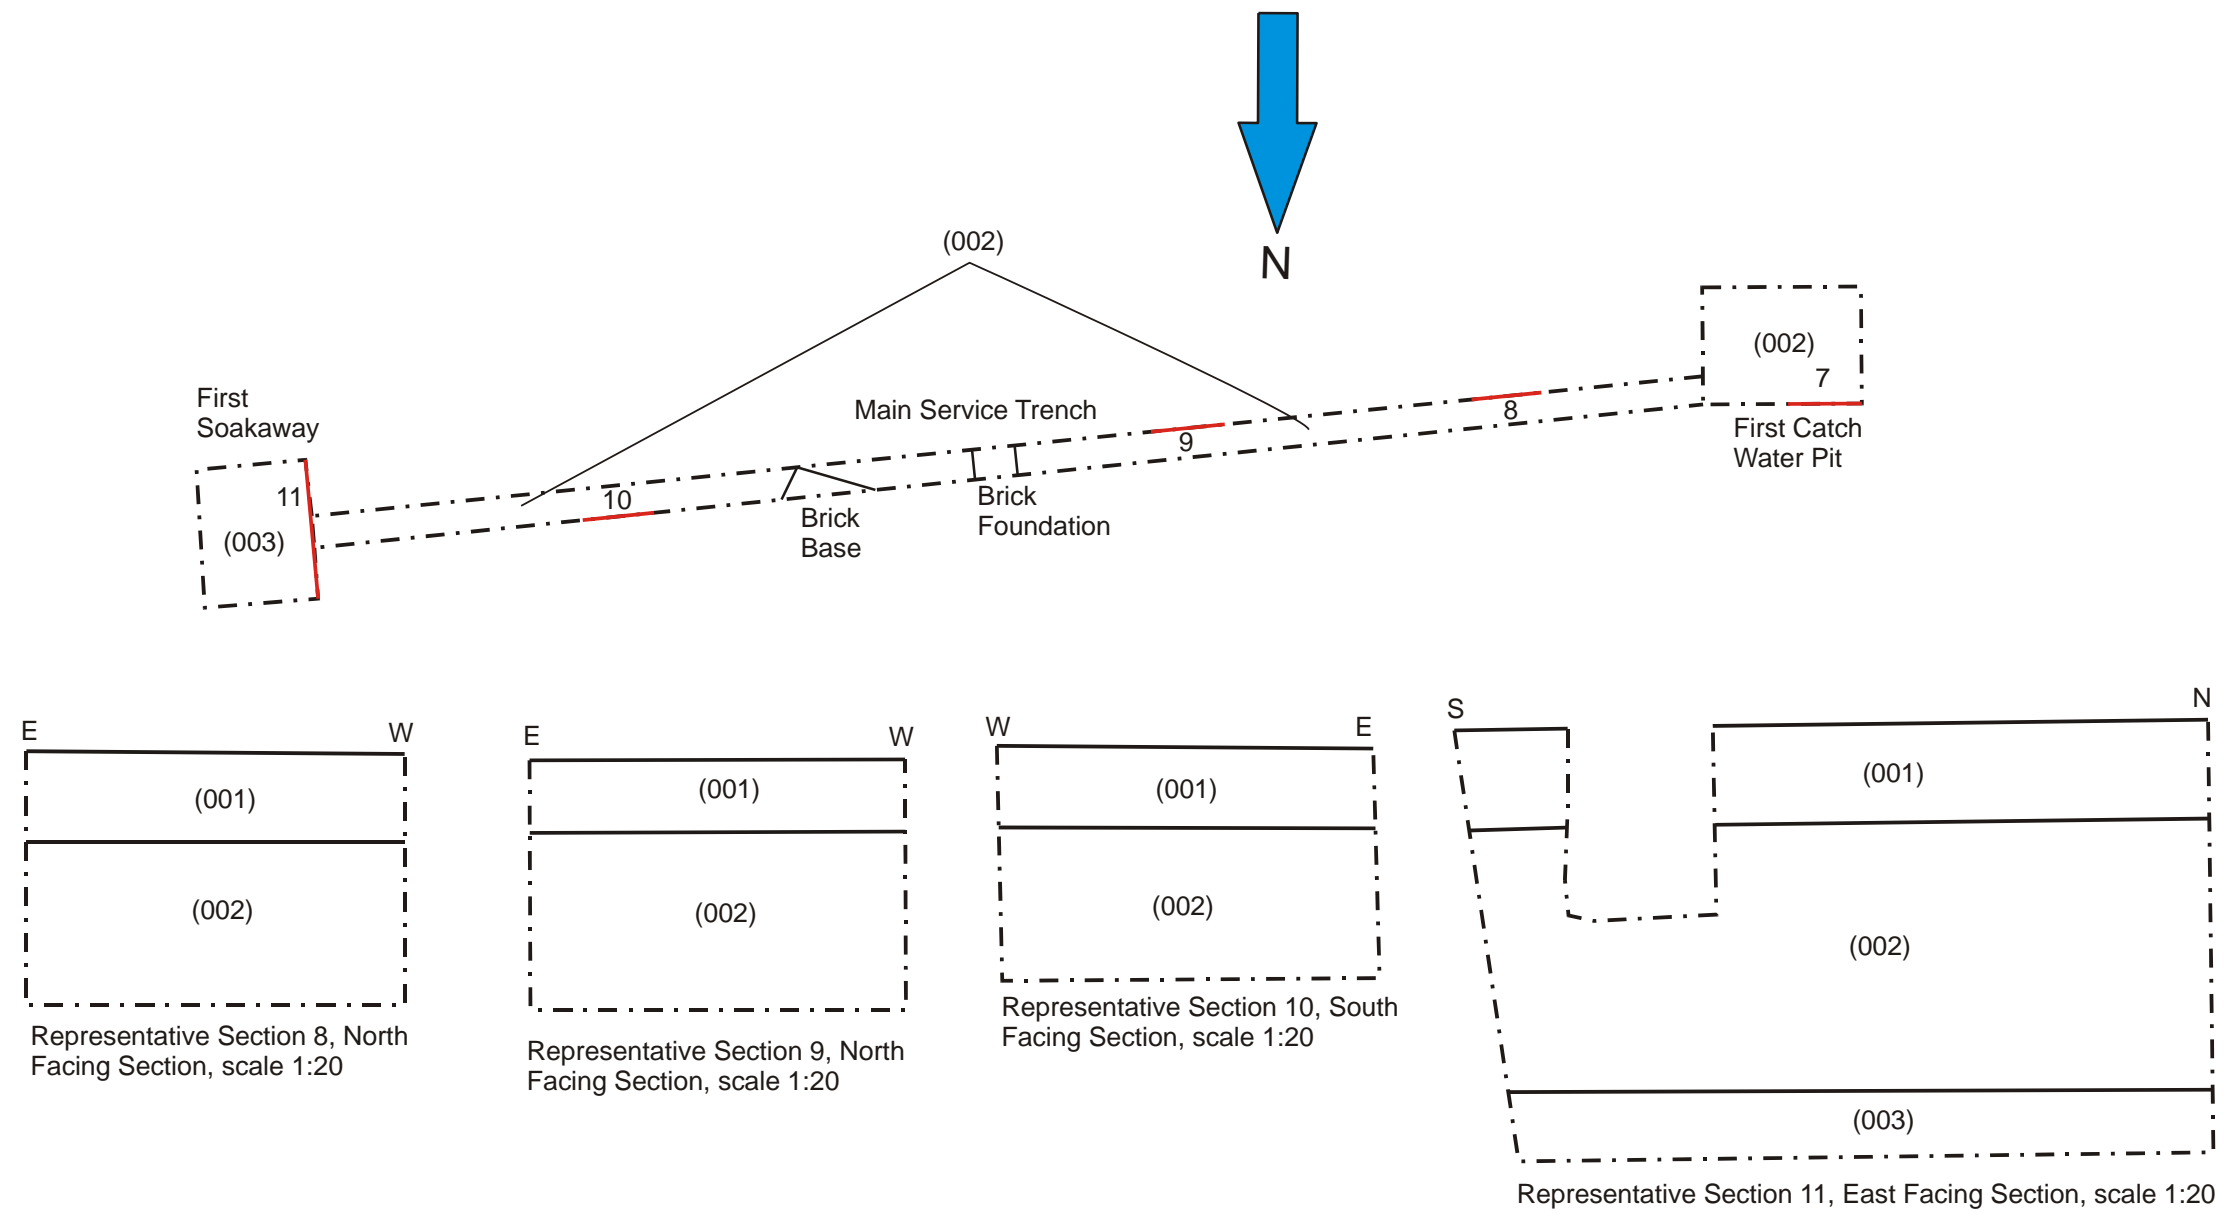 N
(002)
(002)
7
First Catch
Water Pit
First
Soakaway
Main Service Trench
8
9
11
10
(003)
Brick
Base
Brick
Foundation
E
W
(001)
(002)
Representative Section 8, North
Facing Section, scale 1:20
E
W
(001)
(002)
Representative Section 9, North
Facing Section, scale 1:20
W
E
(001)
(002)
Representative Section 10, South
Facing Section, scale 1:20
S
N
(001)
(002)
(003)
Representative Section 11, East Facing Section, scale 1:20